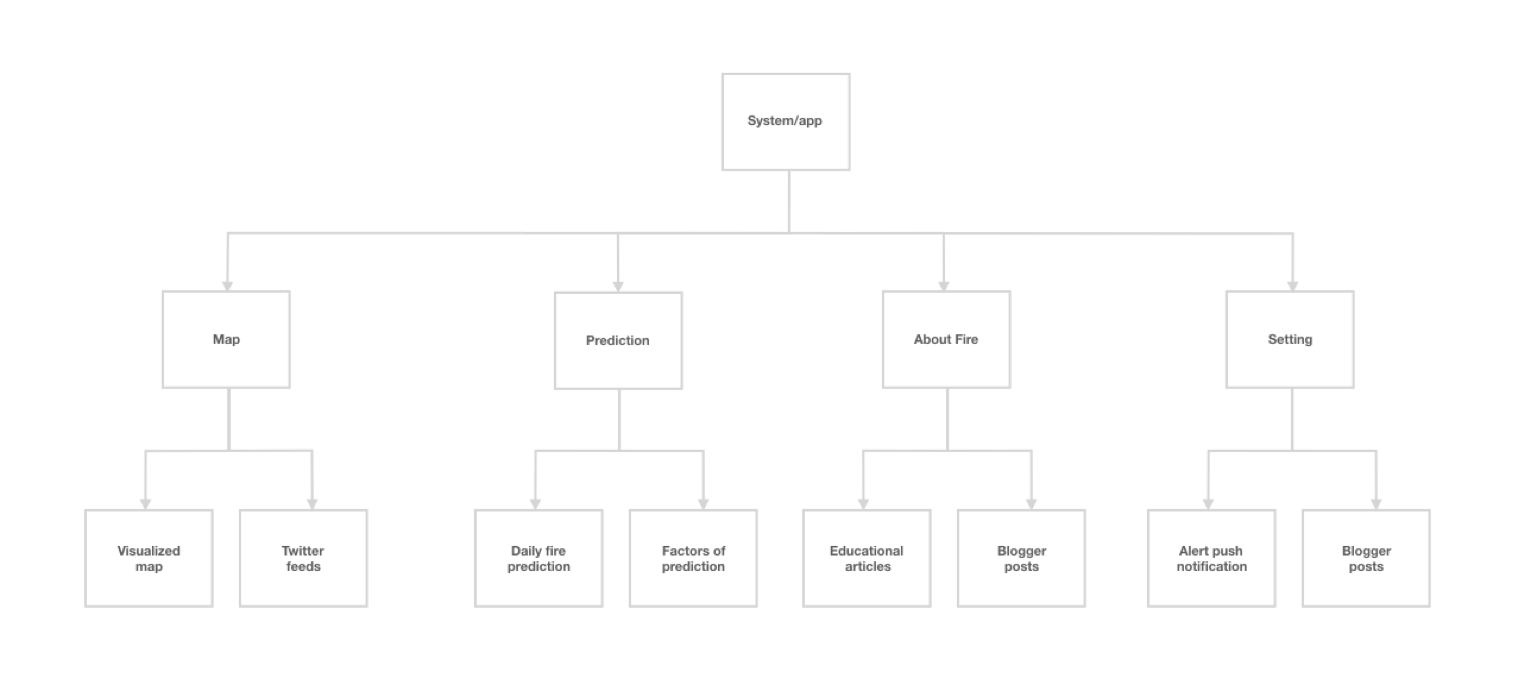 System/app
Map
Prediction
About Fire
Setting
Visualized
map
Twitter
feeds
Daily fire
prediction
Factors of
prediction
Educational
articles
Blogger
posts
Alert push
notification
Blogger
posts